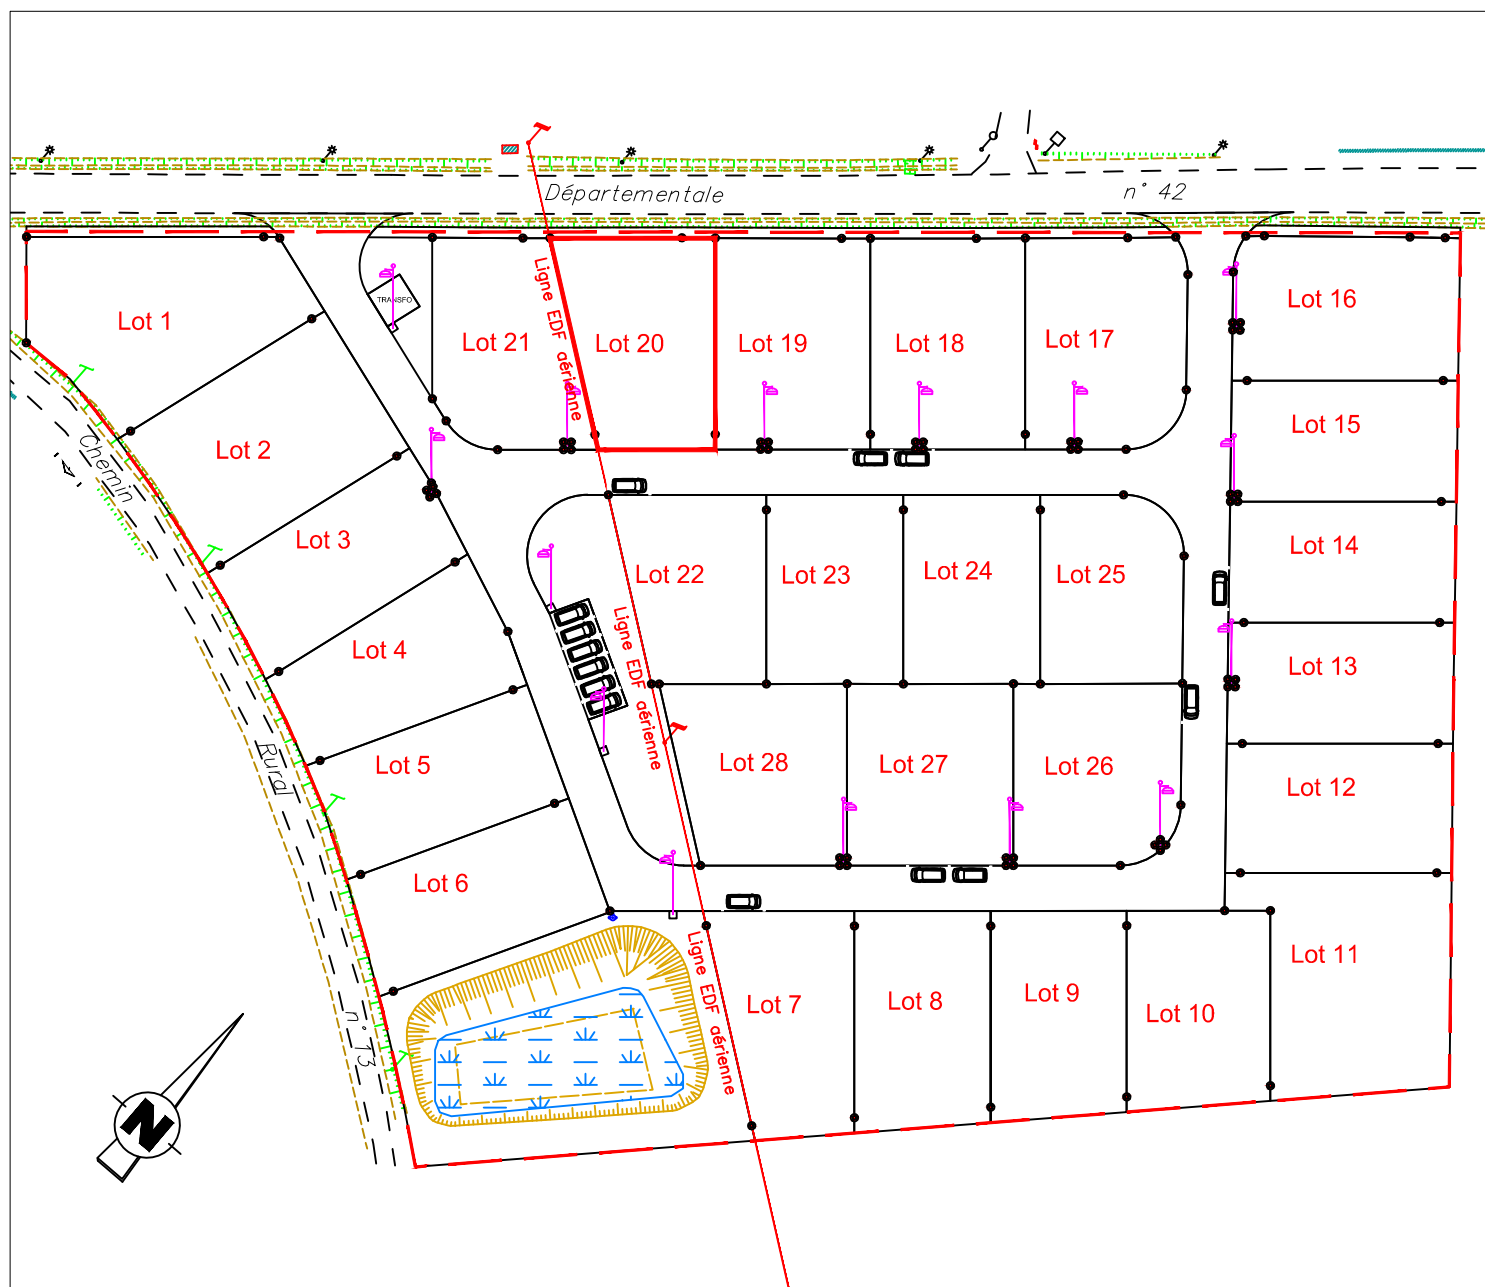 Départementale
n° 42
Ligne EDF aérienne
TRANSFO
Lot 1
Lot 21
Lot 20
Lot 19
Lot 18
Lot 17
Lot 16
Lot 2
Lot 15
Chemin
Lot 3
Lot 14
Lot 22
Lot 23
Lot 24
Lot 25
Ligne EDF aérienne
Lot 4
Lot 13
Rural
Lot 5
Lot 28
Lot 27
Lot 26
Lot 12
Lot 6
Ligne EDF aérienne
Lot 7
Lot 8
Lot 9
Lot 10
Lot 11
n° 13
N